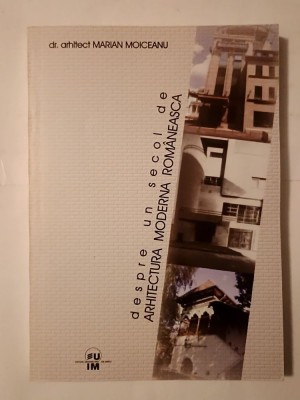 dr. arhitect MARIAN MOICEANU
despre un secol de
ARHITECTURA MODERNA ROMÂNEASCA
EU
IM